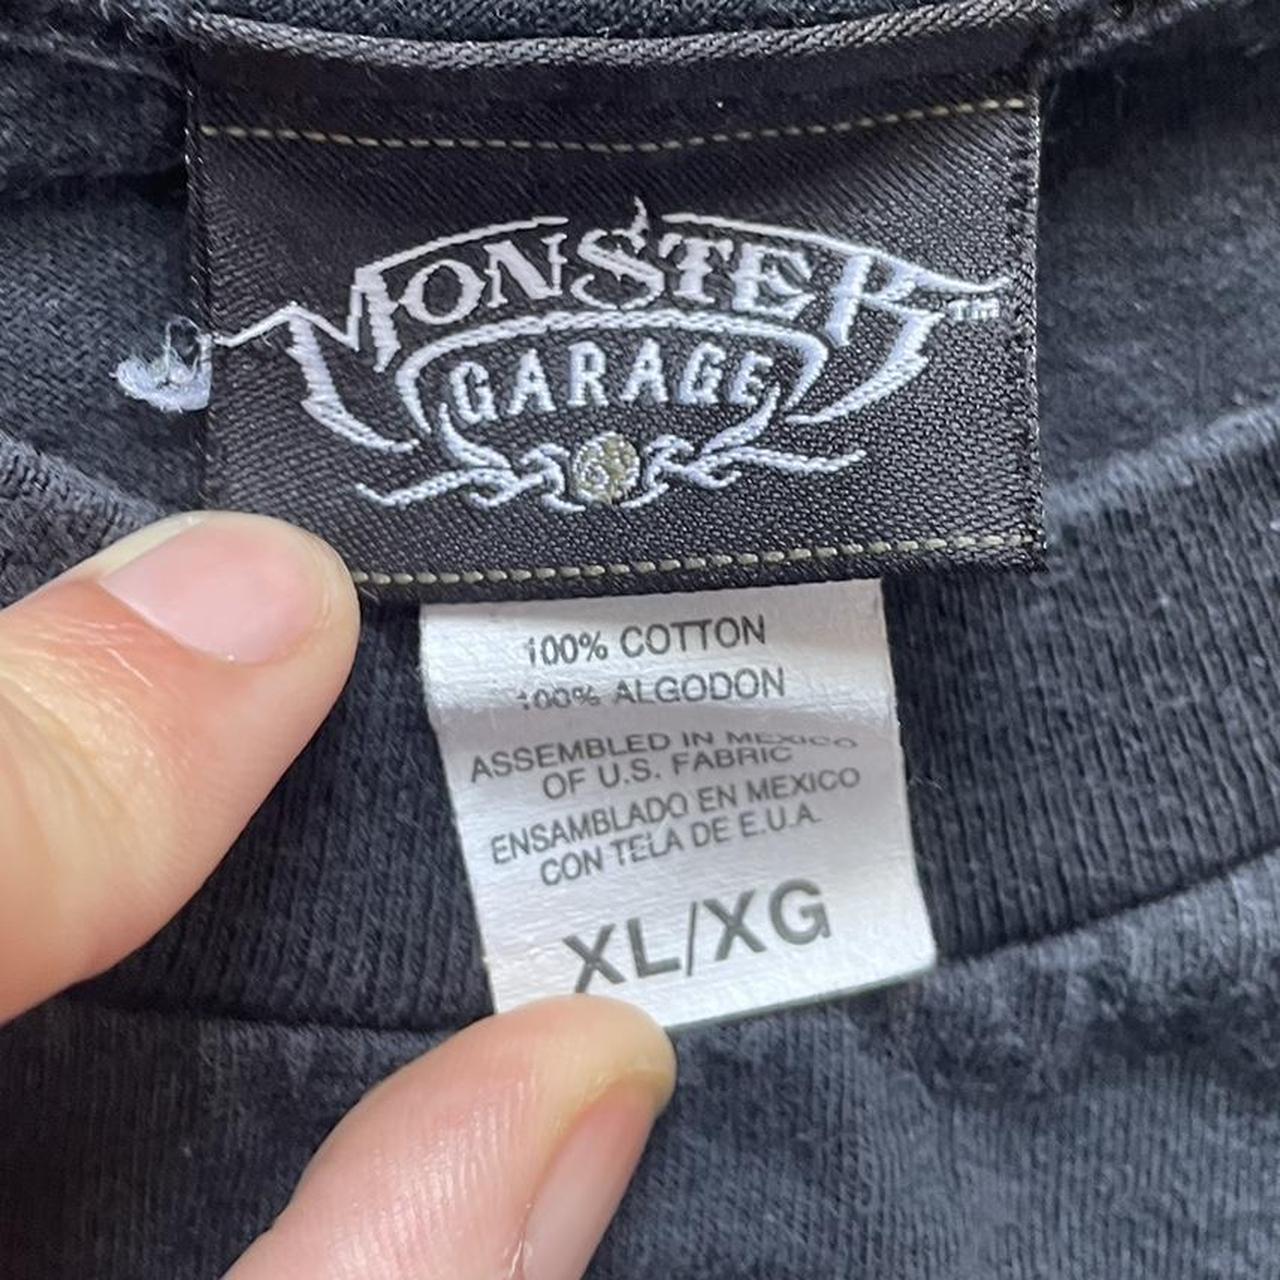 MONSTER
TM
GARAGE
100% COTTON
100% ALGODON
ASSEMBLED IN MEXICO
OF U.S. FABRIC
ENSAMBLADO EN MEXICO
CON TELA DE E.U.A.
XL/XG